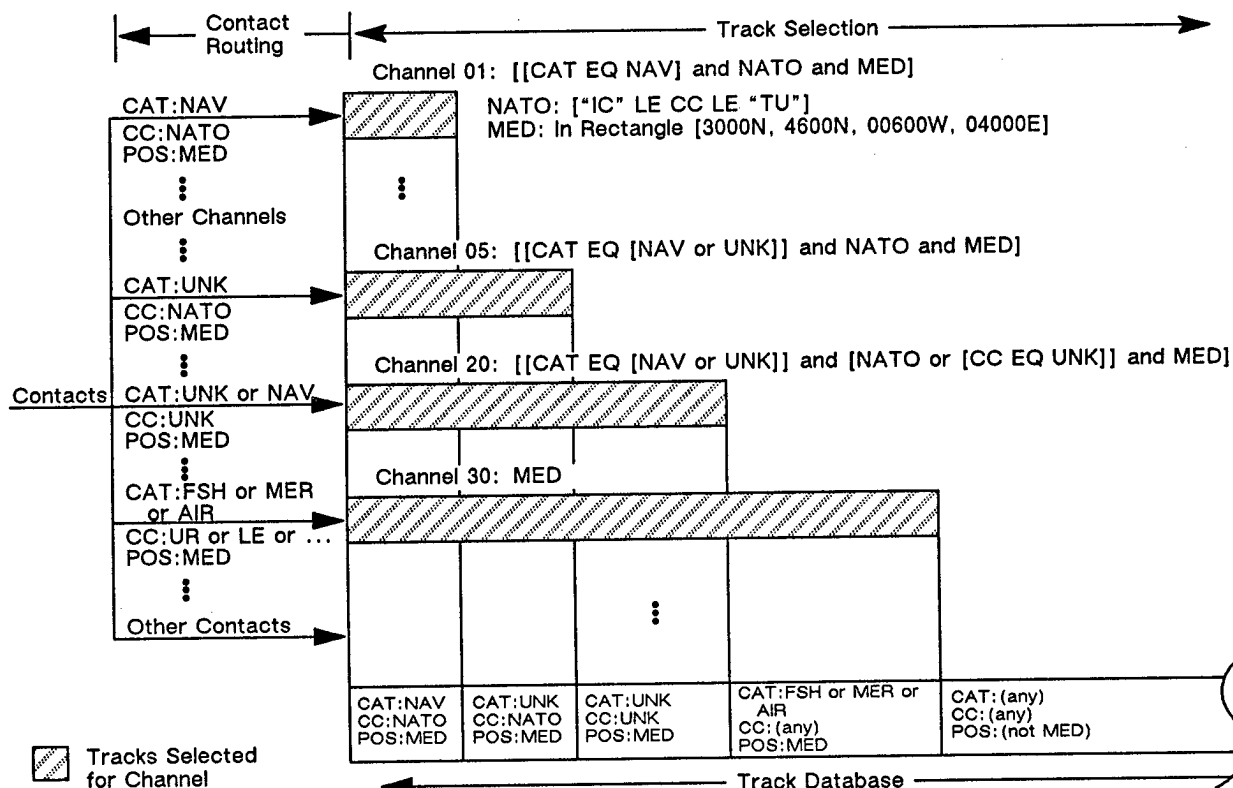 Contact
Routing
Track Selection
Channel 01: [[CAT EQ NAV] and NATO and MED]
CAT:NAV
CC:NATO
POS:MED
NATO: ["IC" LE CC LE "TU"]
MED: In Rectangle [3000N, 4600N, 00600W, 04000E]
Other Channels
Channel 05: [[CAT EQ [NAV or UNK]] and NATO and MED]
CAT:UNK
CC:NATO
POS:MED
Channel 20: [[CAT EQ [NAV or UNK]] and [NATO or [CC EQ UNK]] and MED]
Contacts
CAT:UNK or NAV
CC:UNK
POS:MED
Channel 30: MED
CAT:FSH or MER
or AIR
CC:UR or LE or ...
POS:MED
Other Contacts
CAT:NAV
CC:NATO
POS:MED
CAT:UNK
CC:NATO
POS:MED
CAT:UNK
CC:UNK
POS:MED
CAT:FSH or MER or
AIR
CC:(any)
POS:MED
CAT:(any)
CC:(any)
POS:(not MED)
Tracks Selected
for Channel
Track Database